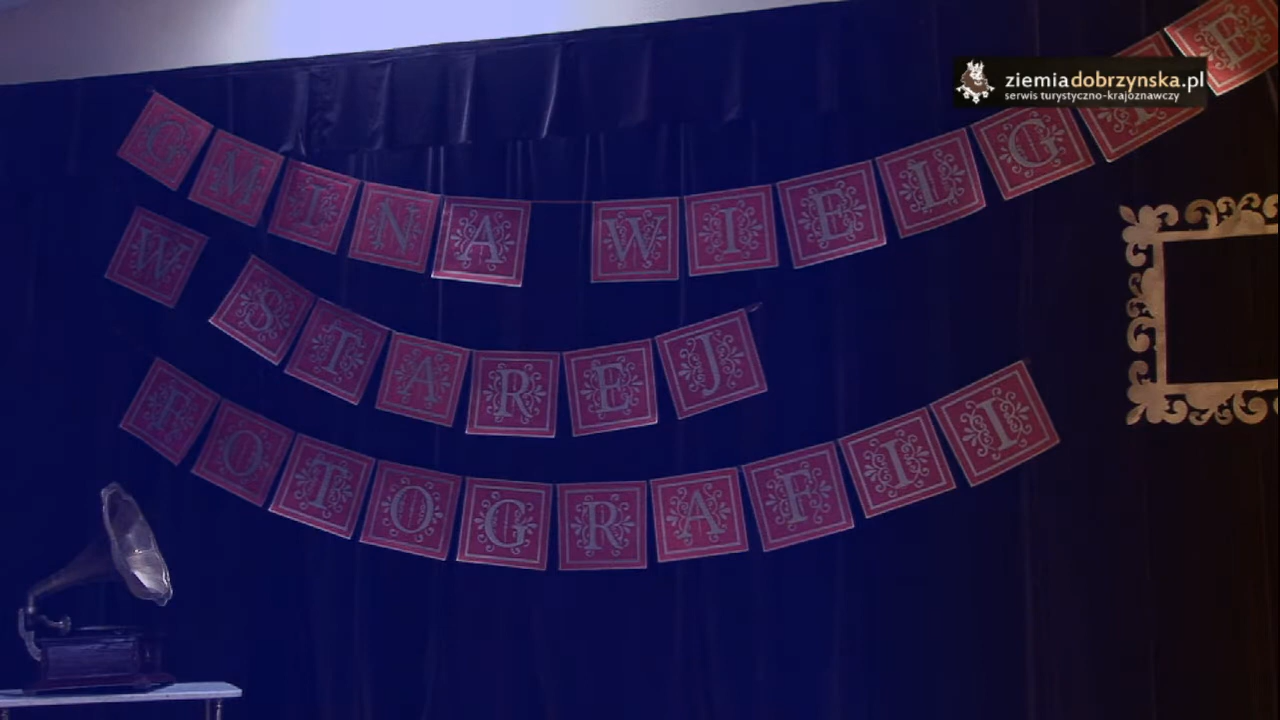 GMINA WIELGIE
W STAREJ
FOTOGRAFII
ziemiadobrzynska.pl
serwis turystyczno-krajoznawczy